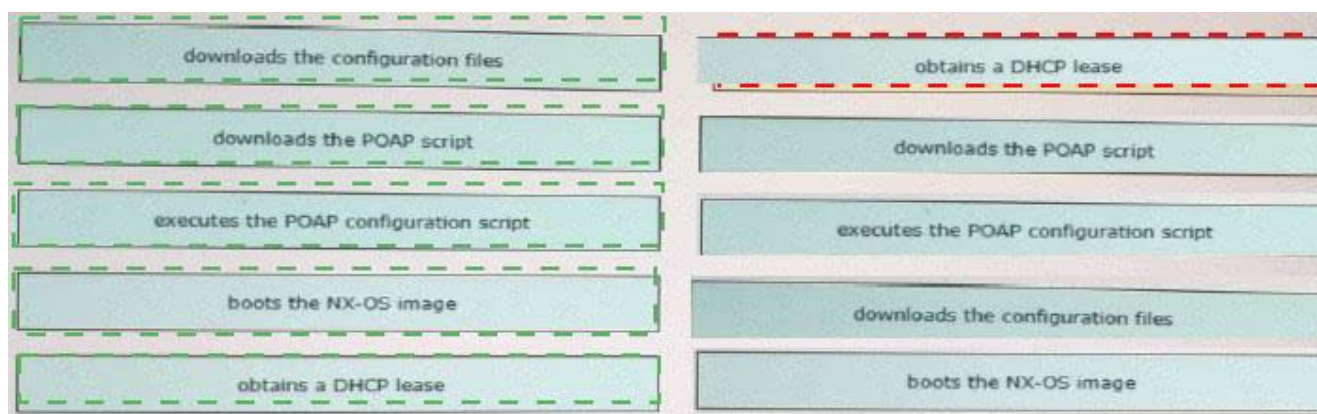 downloads the configuration files
downloads the POAP script
executes the POAP configuration script
boots the NX-OS image
obtains a DHCP lease
obtains a DHCP lease
downloads the POAP script
executes the POAP configuration script
downloads the configuration files
boots the NX-OS image